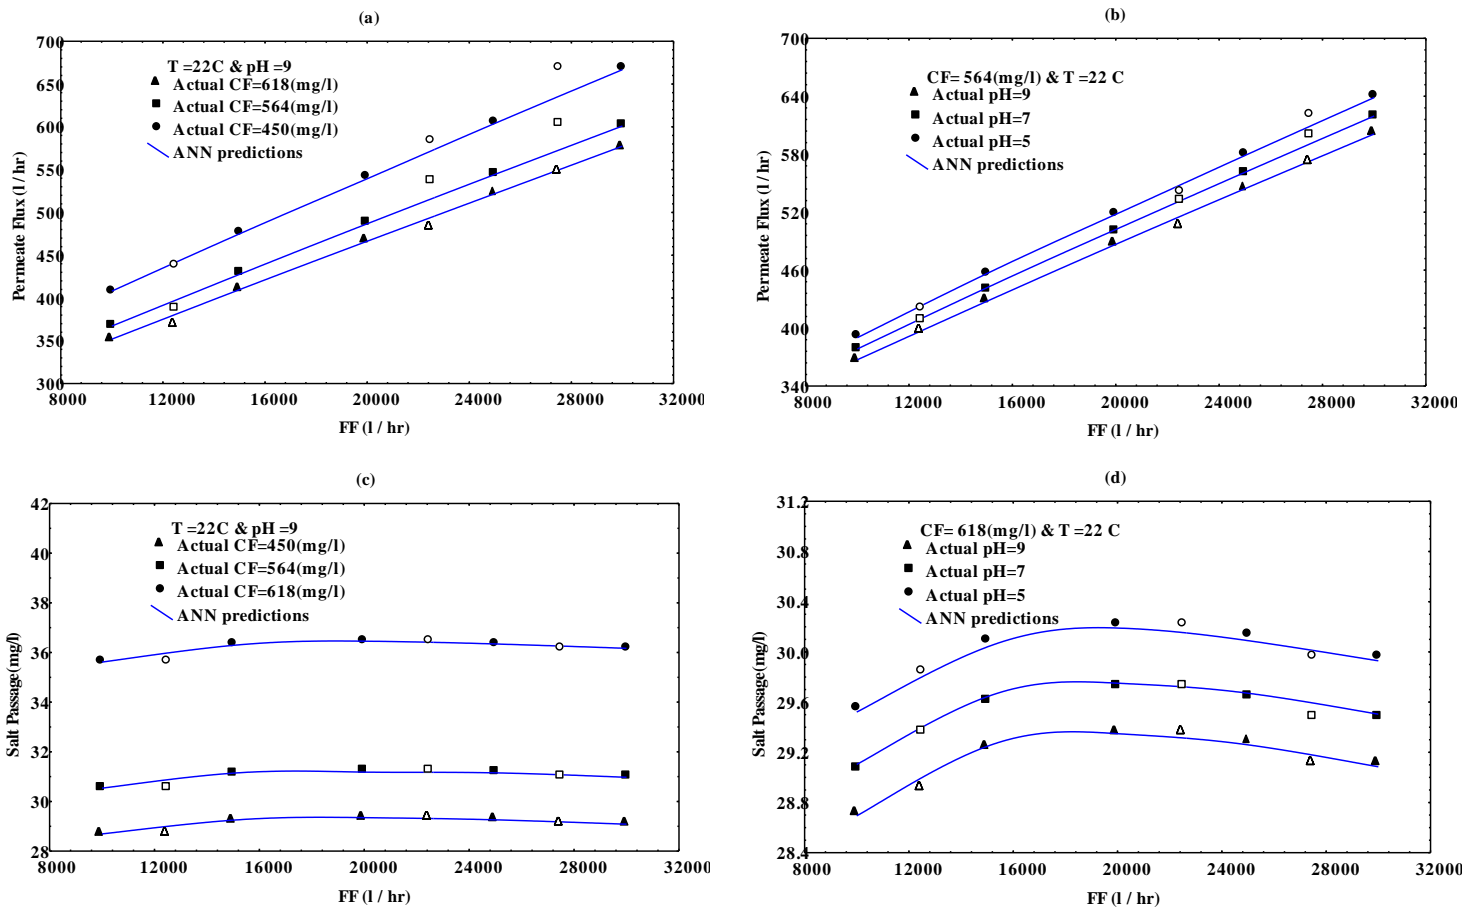 (a)
700
650
600
550
500
450
400
350
300
Permeate Flux (l / hr)
T =22C & pH =9
Actual CF=618(mg/l)
Actual CF=564(mg/l)
Actual CF=450(mg/l)
ANN predictions
8000 12000 16000 20000 24000 28000 32000
FF (l / hr)
(b)
700
640
580
520
460
400
340
Permeate Flux (l / hr)
CF= 564(mg/l) & T =22 C
Actual pH=9
Actual pH=7
Actual pH=5
ANN predictions
8000 12000 16000 20000 24000 28000 32000
FF (l / hr)
(c)
42
40
38
36
34
32
30
28
Salt Passage(mg/l)
T =22C & pH =9
Actual CF=450(mg/l)
Actual CF=564(mg/l)
Actual CF=618(mg/l)
ANN predictions
8000 12000 16000 20000 24000 28000 32000
FF (l / hr)
(d)
31.2
30.8
30.4
30.0
29.6
29.2
28.8
28.4
Salt Passage(mg/l)
CF= 618(mg/l) & T =22 C
Actual pH=9
Actual pH=7
Actual pH=5
ANN predictions
8000 12000 16000 20000 24000 28000 32000
FF (l / hr)